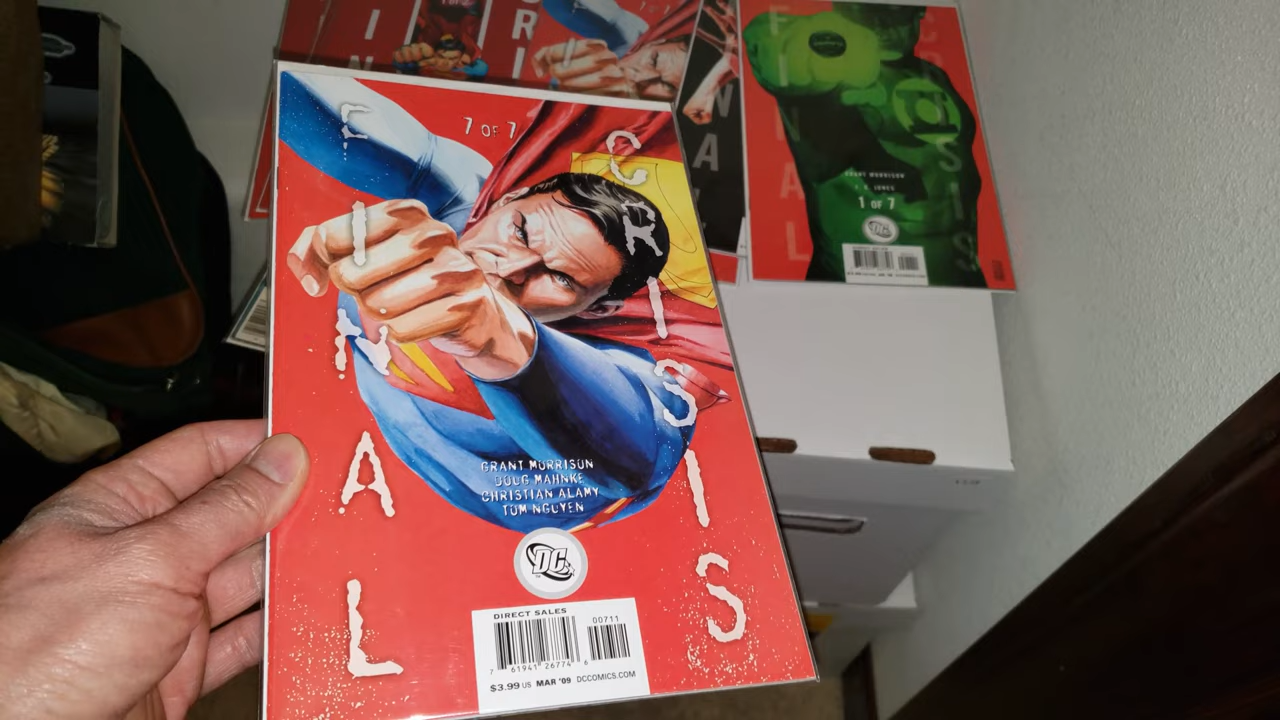 FINAL
CRISIS
7 OF 7
GRANT MORRISON
DOUG MAHNKE
CHRISTIAN ALAMY
TOM NGUYEN
DC
DIRECT SALES
00711
7 61941 26774 6
$3.99 US MAR '09 DCCOMICS.COM
FINAL
CRISIS
GRANT MORRISON
J.G. JONES
1 OF 7
DC